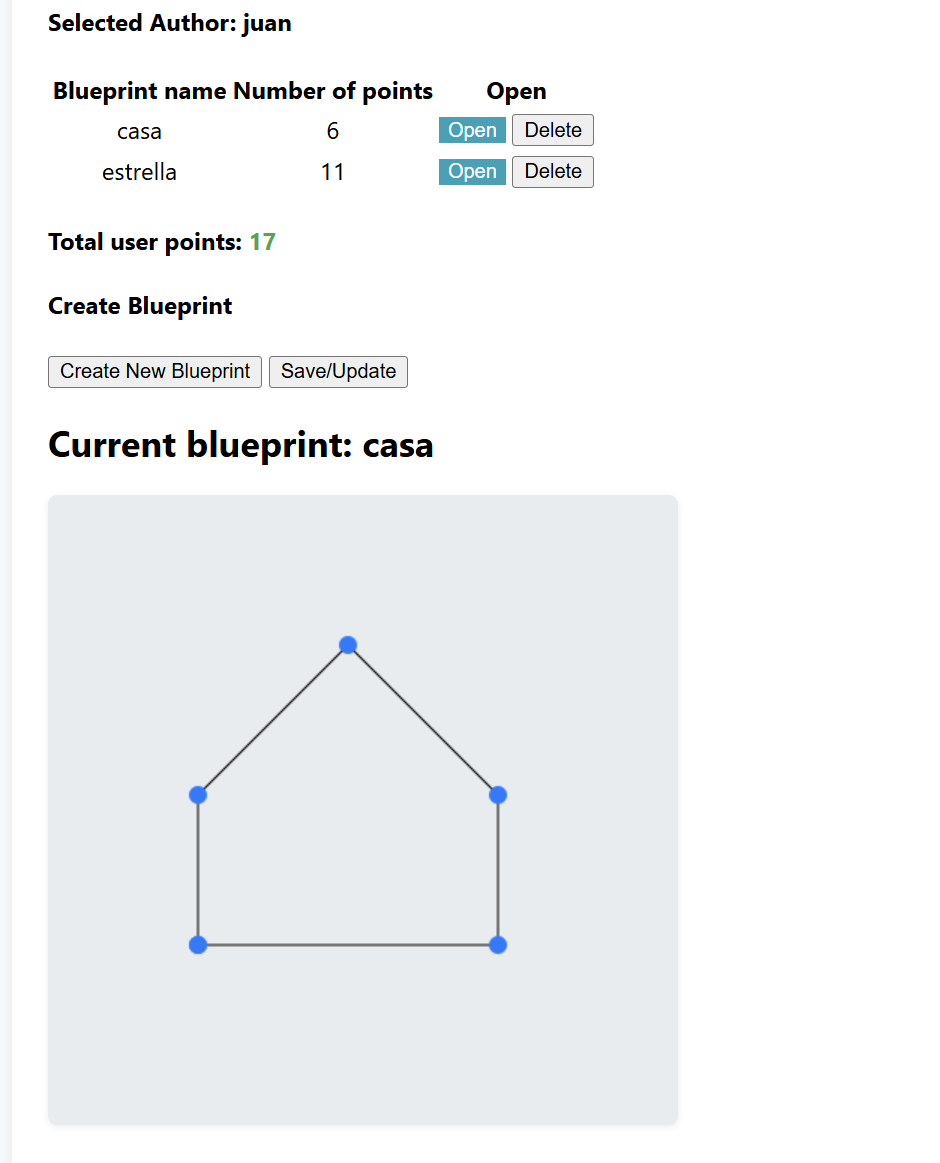 Selected Author: juan
Blueprint name Number of points Open
casa 6 Open Delete
estrella 11 Open Delete
Total user points: 17
Create Blueprint
Create New Blueprint Save/Update
Current blueprint: casa